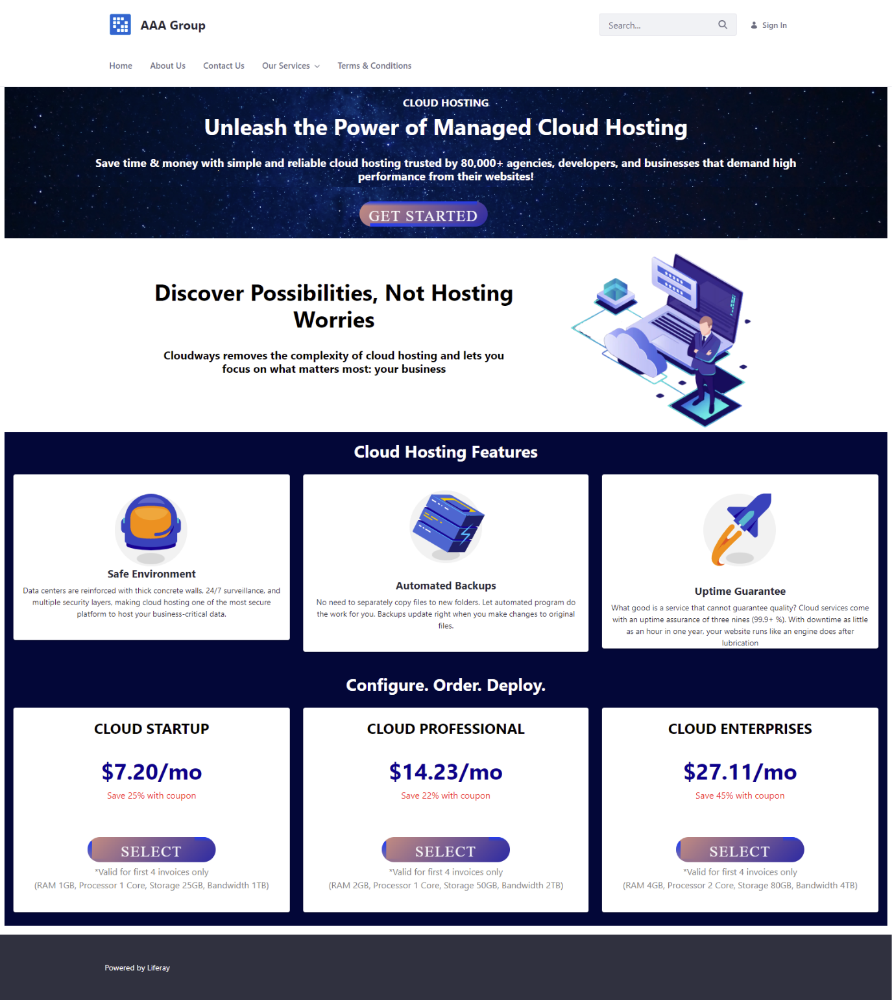 AAA Group
Search...
Sign In
Home
About Us
Contact Us
Our Services
Terms & Conditions
CLOUD HOSTING
Unleash the Power of Managed Cloud Hosting
Save time & money with simple and reliable cloud hosting trusted by 80,000+ agencies, developers, and businesses that demand high
performance from their websites!
GET STARTED
Discover Possibilities, Not Hosting
Worries
Cloudways removes the complexity of cloud hosting and lets you
focus on what matters most: your business
Cloud Hosting Features
Safe Environment
Data centers are reinforced with thick concrete walls, 24/7 surveillance, and
multiple security layers, making cloud hosting one of the most secure
platform to host your business-critical data.
Automated Backups
No need to separately copy files to new folders. Let automated program do
the work for you. Backups update right when you make changes to original
files.
Uptime Guarantee
What good is a service that cannot guarantee quality? Cloud services come
with an uptime assurance of three nines (99.9+ %). With downtime as little
as an hour in one year, your website runs like an engine does after
lubrication
Configure. Order. Deploy.
CLOUD STARTUP
$7.20/mo
Save 25% with coupon
SELECT
*Valid for first 4 invoices only
(RAM 1GB, Processor 1 Core, Storage 25GB, Bandwidth 1TB)
CLOUD PROFESSIONAL
$14.23/mo
Save 22% with coupon
SELECT
*Valid for first 4 invoices only
(RAM 2GB, Processor 1 Core, Storage 50GB, Bandwidth 2TB)
CLOUD ENTERPRISES
$27.11/mo
Save 45% with coupon
SELECT
*Valid for first 4 invoices only
(RAM 4GB, Processor 2 Core, Storage 80GB, Bandwidth 4TB)
Powered by Liferay